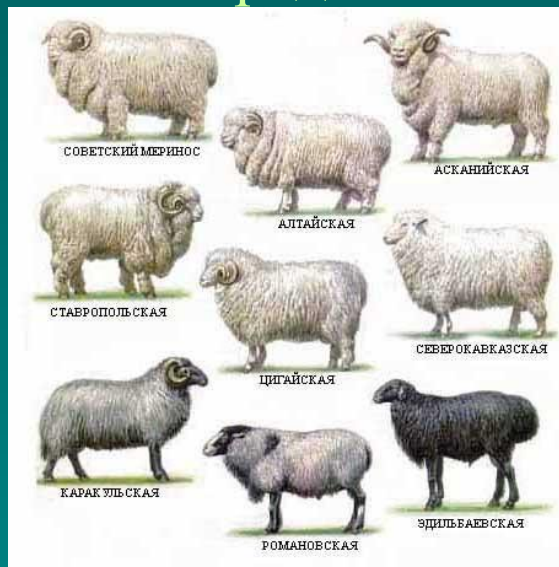 СОВЕТСКИЙ МЕРИНОС
АСКАНИЙСКАЯ
АЛТАЙСКАЯ
СТАВРОПОЛЬСКАЯ
СЕВЕРОКАВКАЗСКАЯ
ЦИГАЙСКАЯ
КАРАКУЛЬСКАЯ
ЭДИЛЬБАЕВСКАЯ
РОМАНОВСКАЯ